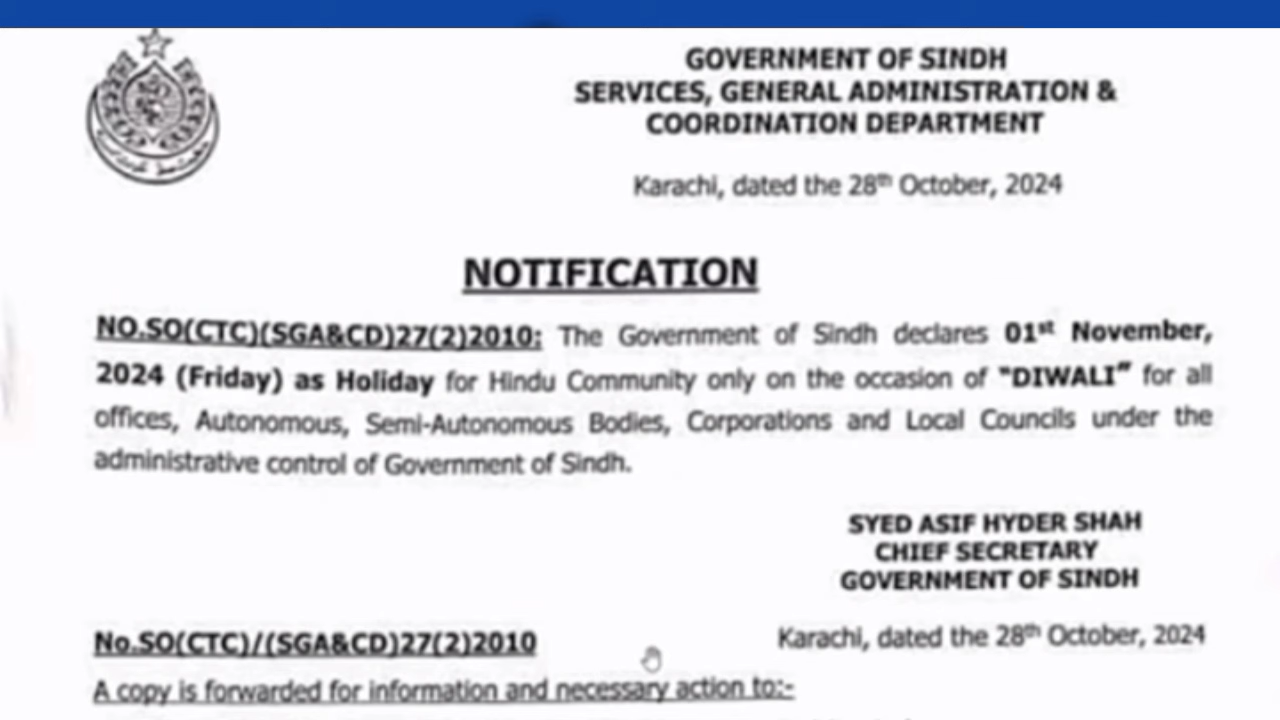 GOVERNMENT OF SINDH
SERVICES, GENERAL ADMINISTRATION &
COORDINATION DEPARTMENT
Karachi, dated the 28th October, 2024
NOTIFICATION
NO.SO(CTC)(SGA&CD)27(2)2010: The Government of Sindh declares 01st November,
2024 (Friday) as Holiday for Hindu Community only on the occasion of "DIWALI" for all
offices, Autonomous, Semi-Autonomous Bodies, Corporations and Local Councils under the
administrative control of Government of Sindh.
SYED ASIF HYDER SHAH
CHIEF SECRETARY
GOVERNMENT OF SINDH
No.SO(CTC)/(SGA&CD)27(2)2010
Karachi, dated the 28th October, 2024
A copy is forwarded for information and necessary action to:-